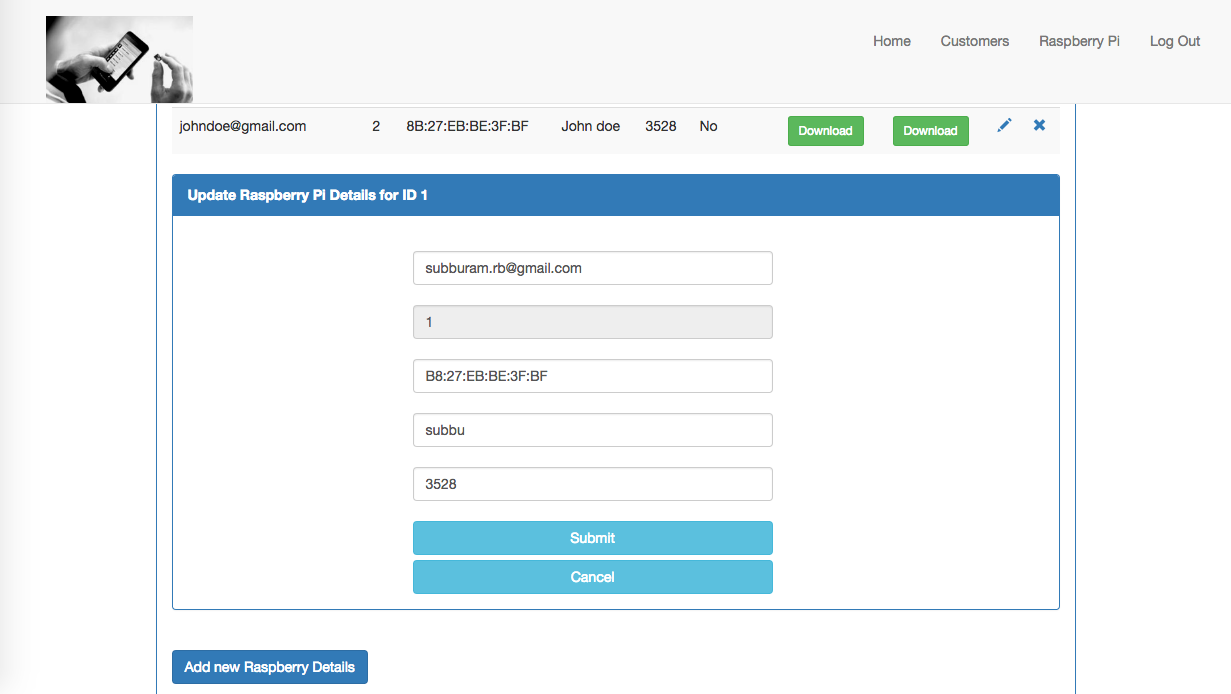 Home Customers Raspberry Pi Log Out
johndoe@gmail.com 2 8B:27:EB:BE:3F:BF John doe 3528 No Download Download
Update Raspberry Pi Details for ID 1
subburam.rb@gmail.com
1
B8:27:EB:BE:3F:BF
subbu
3528
Submit
Cancel
Add new Raspberry Details